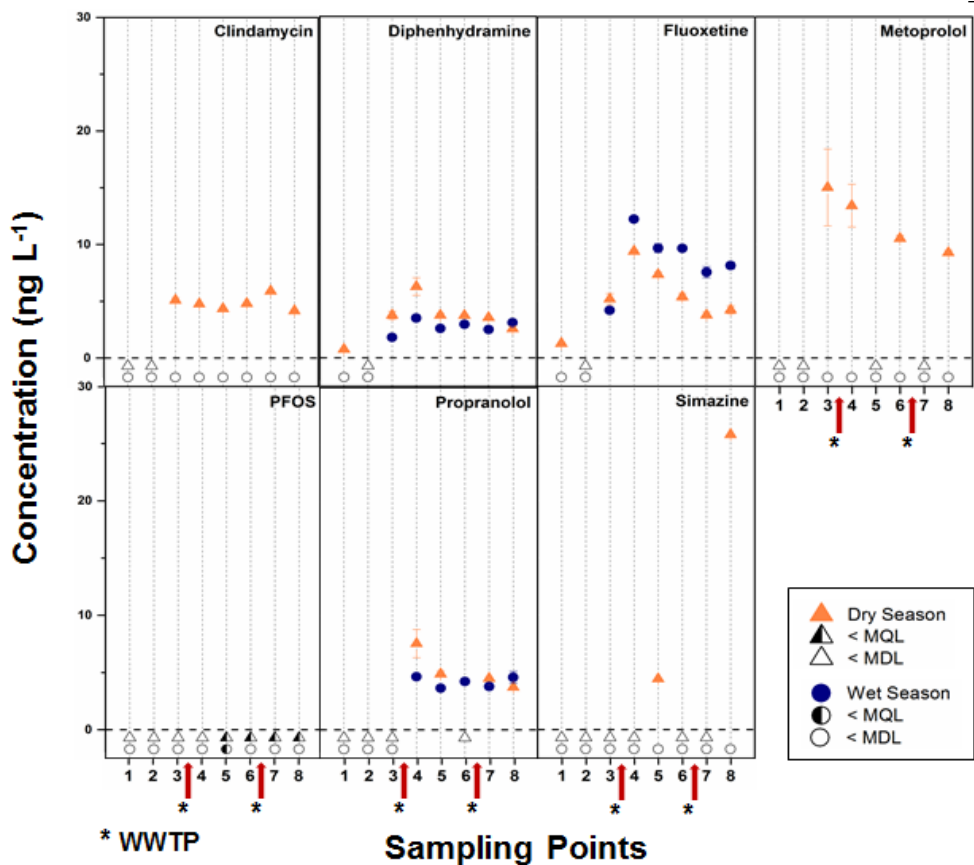 30
Clindamycin
Diphenhydramine
Fluoxetine
Metoprolol
20
10
0
1 2 3 4 5 6 7 8
* *
30
PFOS
Propranolol
Simazine
20
10
0
1 2 3 4 5 6 7 8
1 2 3 4 5 6 7 8
1 2 3 4 5 6 7 8
* * * * * *
Concentration (ng L⁻¹)
Dry Season
< MQL
< MDL
Wet Season
< MQL
< MDL
* WWTP
Sampling Points